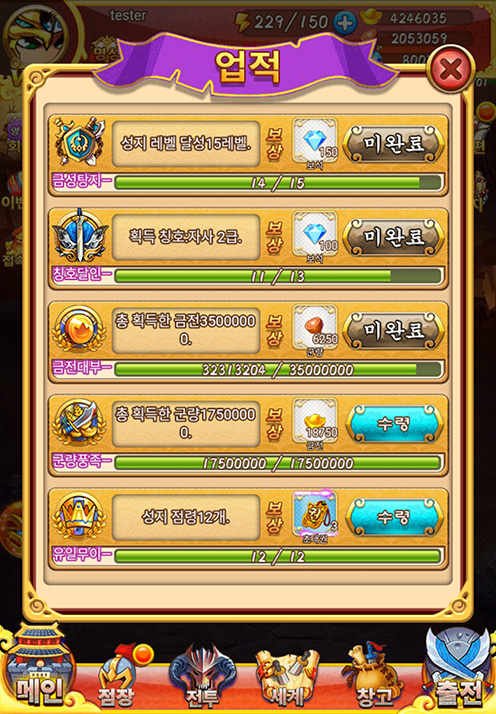 tester
229/150
4246035
2053059
업적
성지 레벨 달성15레벨.
보상
150
보석
미완료
금성탕지
14 / 15
획득 칭호:자사 2급.
보상
100
보석
미완료
칭호달인
11 / 13
총 획득한 금전3500000
0.
보상
6250
군량
미완료
금전대부
32313204 / 35000000
총 획득한 군량1750000
0.
보상
18750
금전
수령
군량풍족
17500000 / 17500000
성지 점령12개.
보상
3
초대권
수령
유일무이
12 / 12
메인
점장
전투
세계
창고
출전